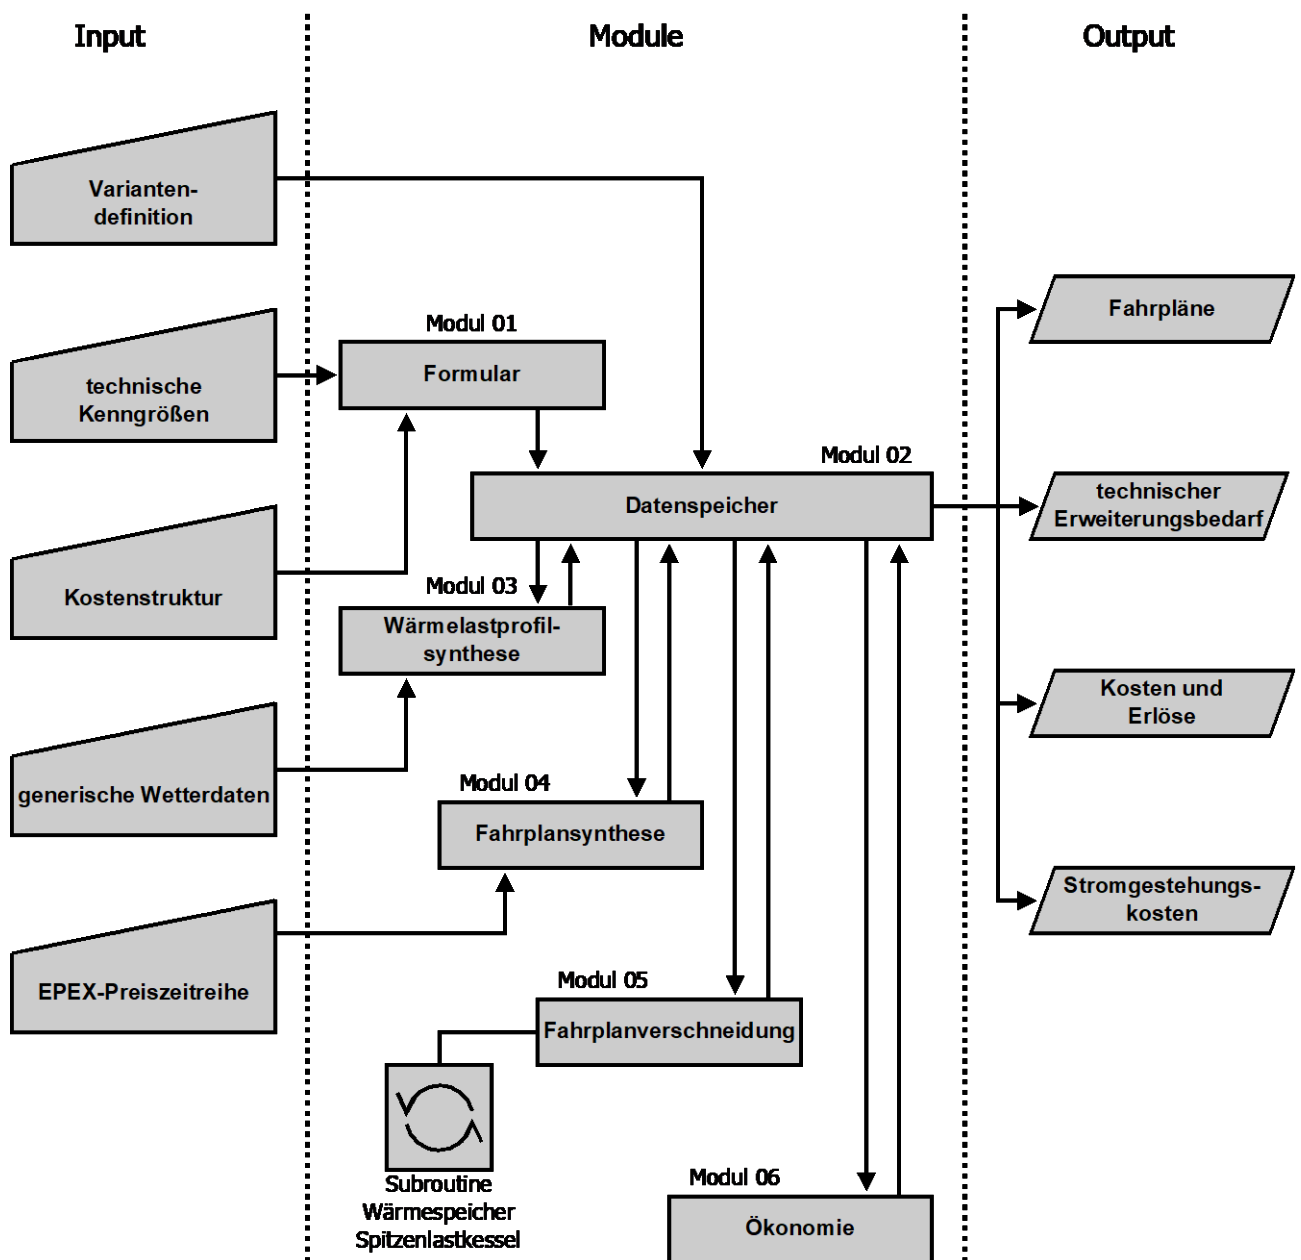 Input
Module
Output
Varianten-
definition
technische
Kenngrößen
Kostenstruktur
generische Wetterdaten
EPEX-Preiszeitreihe
Modul 01
Formular
Modul 02
Datenspeicher
Modul 03
Wärmelastprofil-
synthese
Modul 04
Fahrplansynthese
Modul 05
Fahrplanverschneidung
Subroutine
Wärmespeicher
Spitzenlastkessel
Modul 06
Ökonomie
Fahrpläne
technischer
Erweiterungsbedarf
Kosten und
Erlöse
Stromgestehungs-
kosten